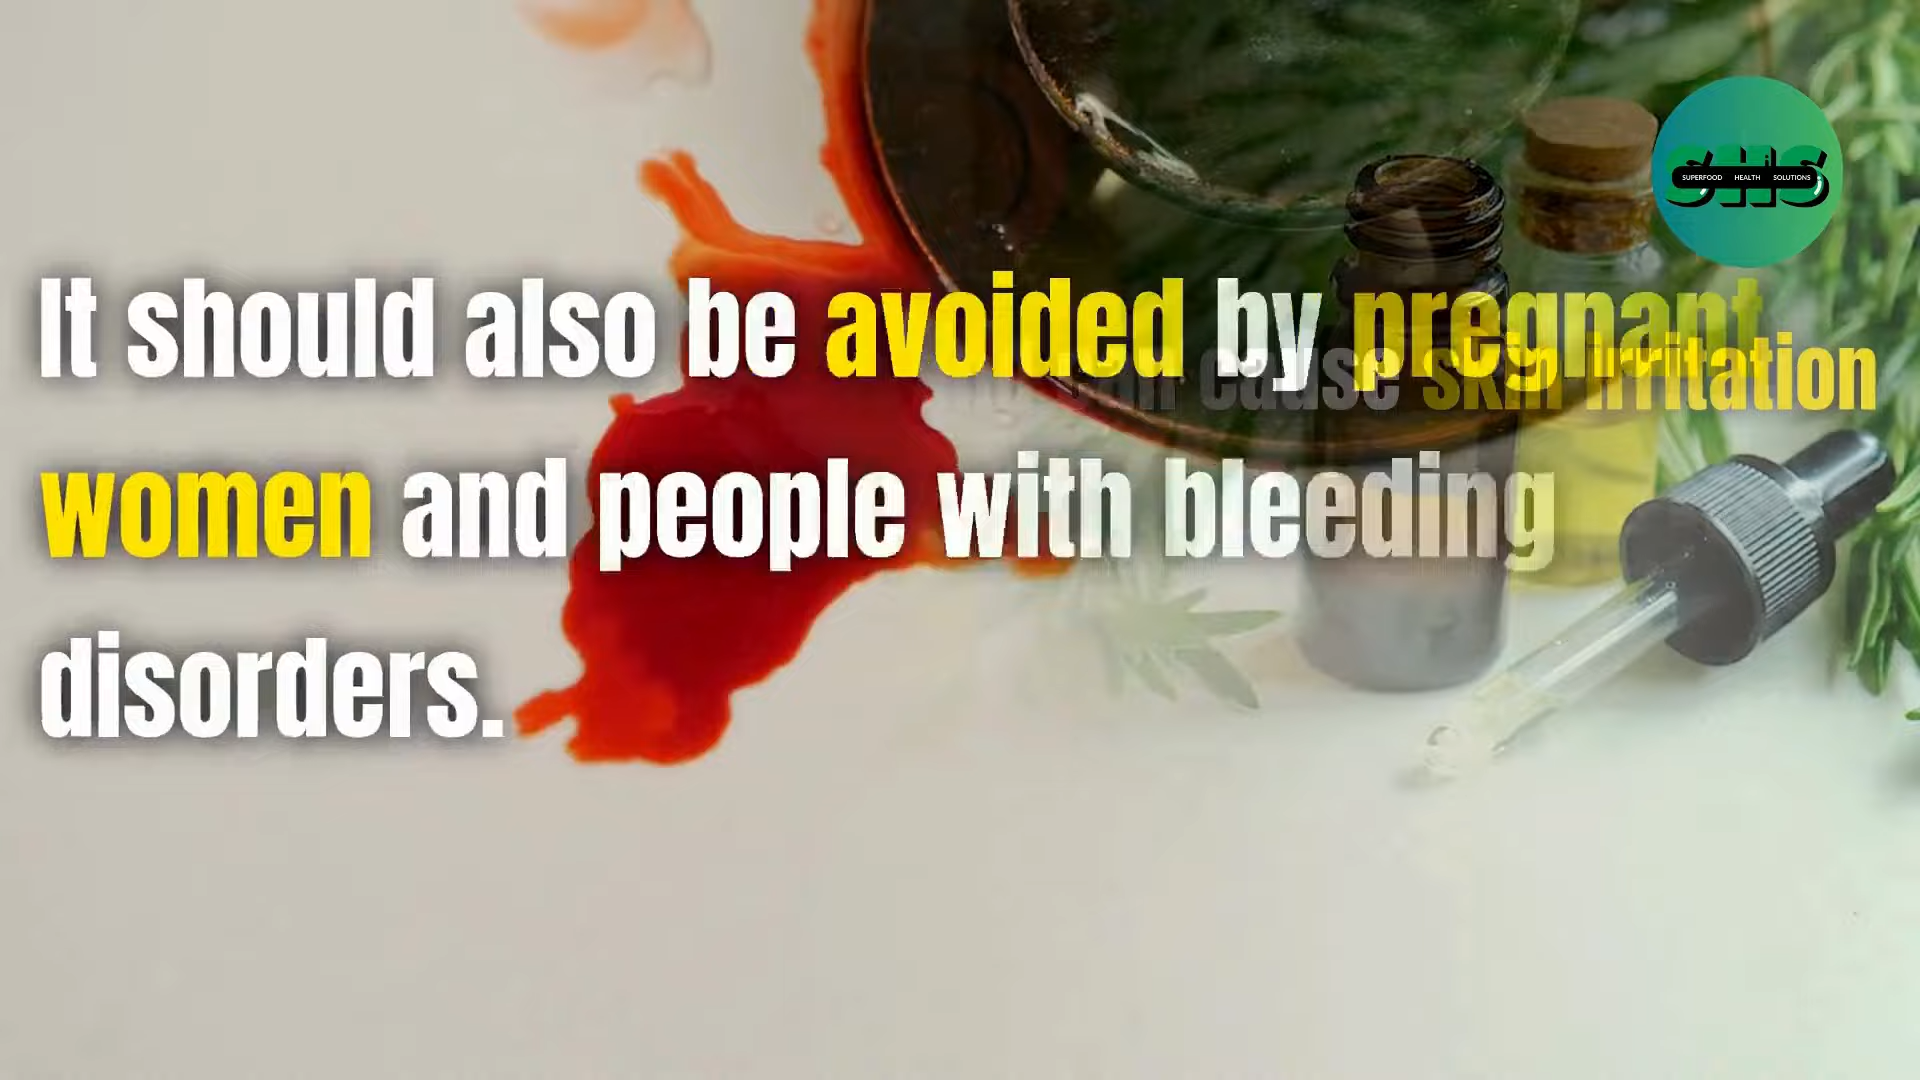 SHS
SUPERFOOD HEALTH SOLUTIONS
It should also be avoided by pregnant
can cause skin irritation
women and people with bleeding
disorders.